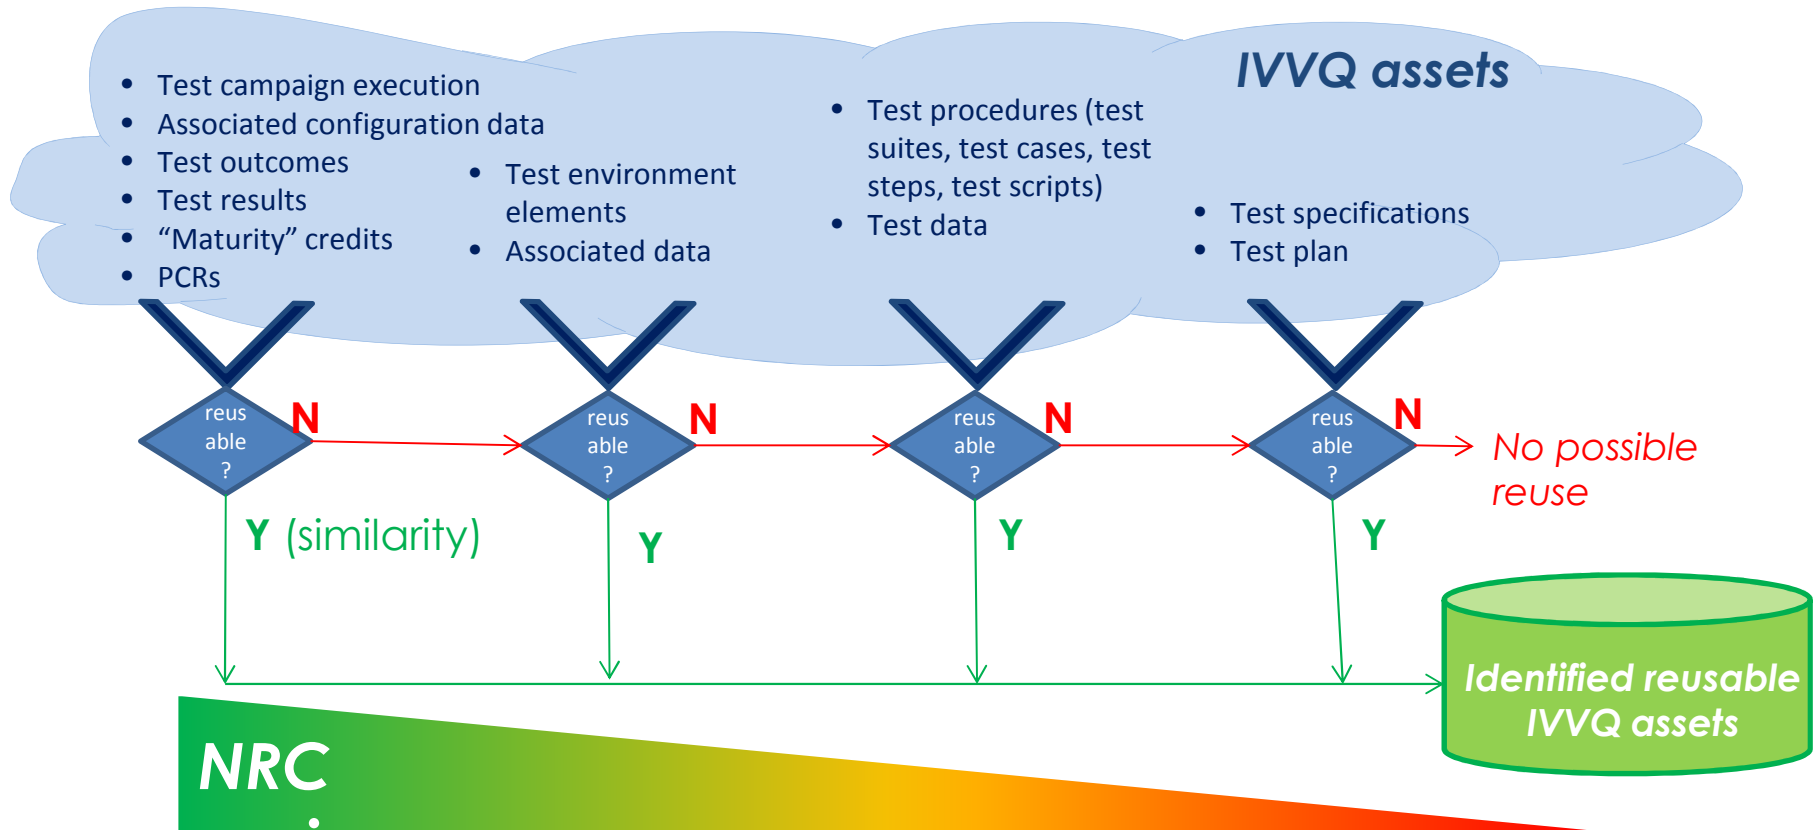 IVVQ assets
• Test campaign execution
• Associated configuration data
• Test outcomes
• Test results
• “Maturity” credits
• PCRs
• Test environment
elements
• Associated data
• Test procedures (test
suites, test cases, test
steps, test scripts)
• Test data
• Test specifications
• Test plan
reus
able
?
N
reus
able
?
N
reus
able
?
N
reus
able
?
N
No possible
reuse
Y (similarity)
Y
Y
Y
Identified reusable
IVVQ assets
NRC